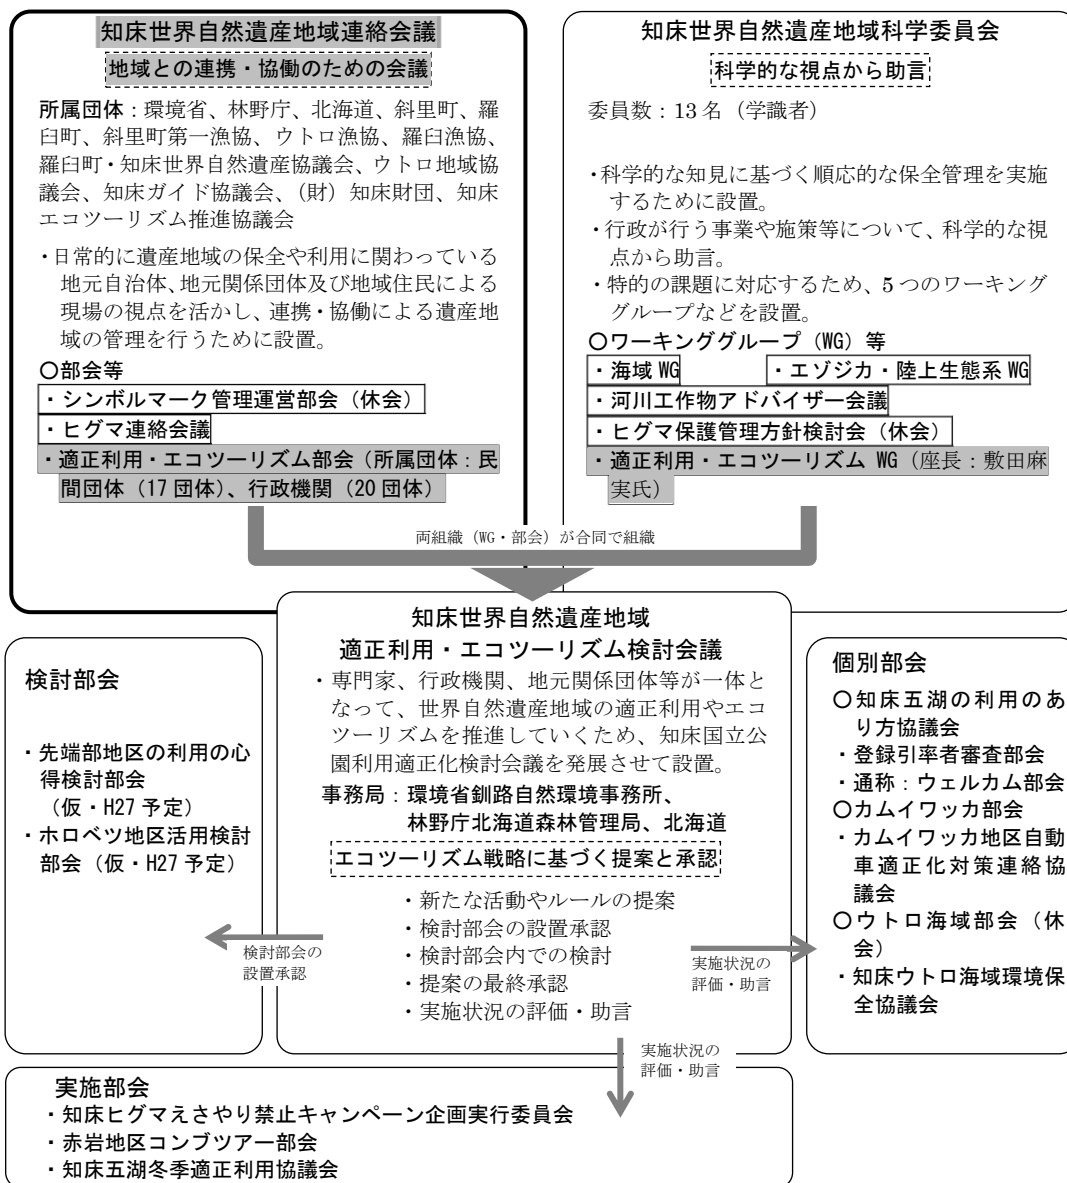 知床世界自然遺産地域連絡会議
地域との連携・協働のための会議
所属団体：環境省、林野庁、北海道、斜里町、羅
臼町、斜里町第一漁協、ウトロ漁協、羅臼漁協、
羅臼町・知床世界自然遺産協議会、ウトロ地域協
議会、知床ガイド協議会、（財）知床財団、知床
エコツーリズム推進協議会
・日常的に遺産地域の保全や利用に関わっている
地元自治体、地元関係団体及び地域住民による
現場の視点を活かし、連携・協働による遺産地
域の管理を行うために設置。
○部会等
・シンボルマーク管理運営部会（休会）
・ヒグマ連絡会議
・適正利用・エコツーリズム部会（所属団体：民
間団体（17 団体）、行政機関（20 団体）
知床世界自然遺産地域科学委員会
科学的な視点から助言
委員数：13 名（学識者）
・科学的な知見に基づく順応的な保全管理を実施
するために設置。
・行政が行う事業や施策等について、科学的な視
点から助言。
・特的の課題に対応するため、5 つのワーキング
グループなどを設置。
○ワーキンググループ（WG）等
・海域 WG
・エゾジカ・陸上生態系 WG
・河川工作物アドバイザー会議
・ヒグマ保護管理方針検討会（休会）
・適正利用・エコツーリズム WG（座長：敷田麻
実氏）
両組織（WG・部会）が合同で組織
知床世界自然遺産地域
適正利用・エコツーリズム検討会議
・専門家、行政機関、地元関係団体等が一体と
なって、世界自然遺産地域の適正利用やエコ
ツーリズムを推進していくため、知床国立公
園利用適正化検討会議を発展させて設置。
事務局：環境省釧路自然環境事務所、
林野庁北海道森林管理局、北海道
エコツーリズム戦略に基づく提案と承認
・新たな活動やルールの提案
・検討部会の設置承認
・検討部会内での検討
・提案の最終承認
・実施状況の評価・助言
検討部会
・先端部地区の利用の心
得検討部会
（仮・H27 予定）
・ホロベツ地区活用検討
部会（仮・H27 予定）
検討部会の
設置承認
個別部会
○知床五湖の利用のあ
り方協議会
・登録引率者審査部会
・通称：ウェルカム部会
○カムイワッカ部会
・カムイワッカ地区自動
車適正化対策連絡協
議会
○ウトロ海域部会（休
会）
・知床ウトロ海域環境保
全協議会
実施状況の
評価・助言
実施状況の
評価・助言
実施部会
・知床ヒグマえさやり禁止キャンペーン企画実行委員会
・赤岩地区コンブツアー部会
・知床五湖冬季適正利用協議会